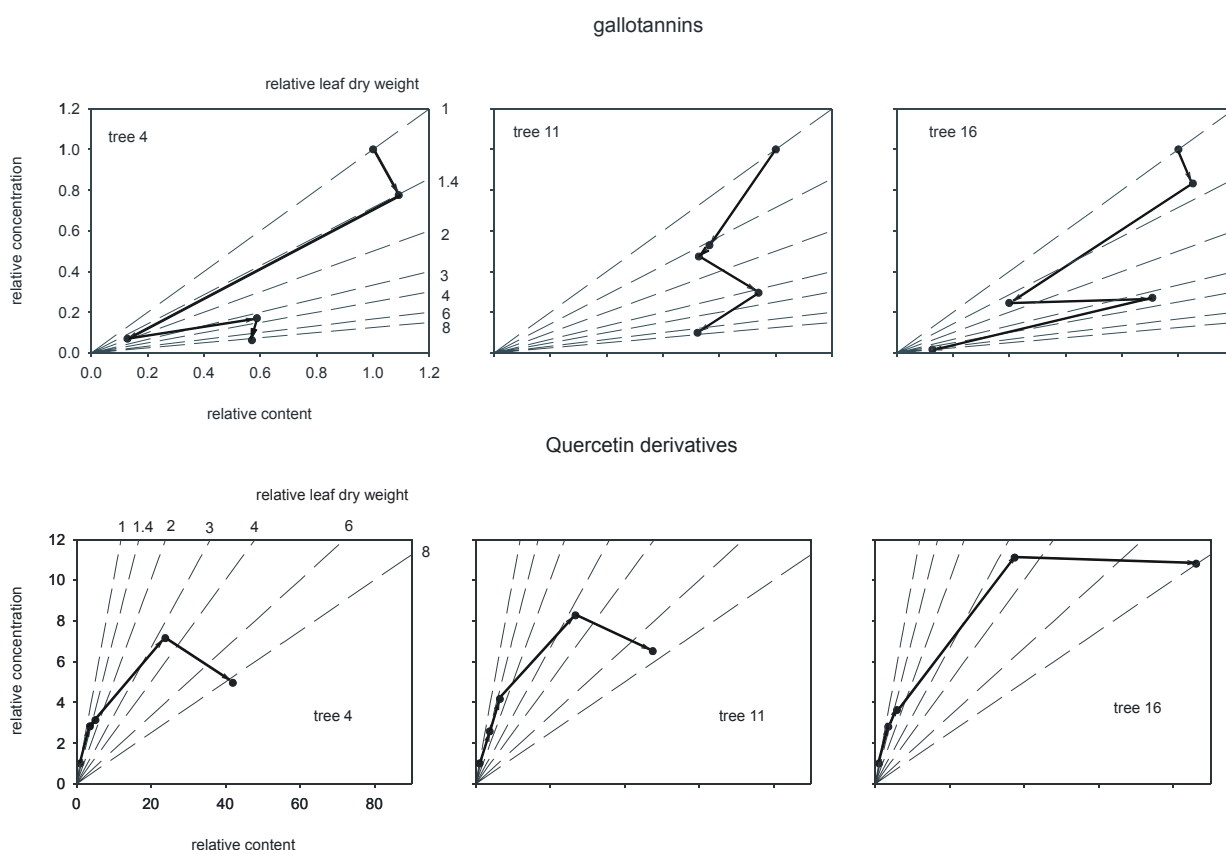 gallotannins
relative leaf dry weight
relative concentration
1.2
1.0
0.8
0.6
0.4
0.2
0.0
tree 4
tree 11
tree 16
1
1.4
2
3
4
6
8
0.0
0.2
0.4
0.6
0.8
1.0
1.2
relative content
Quercetin derivatives
relative leaf dry weight
1
1.4
2
3
4
6
8
relative concentration
12
10
8
6
4
2
0
tree 4
tree 11
tree 16
0
20
40
60
80
relative content